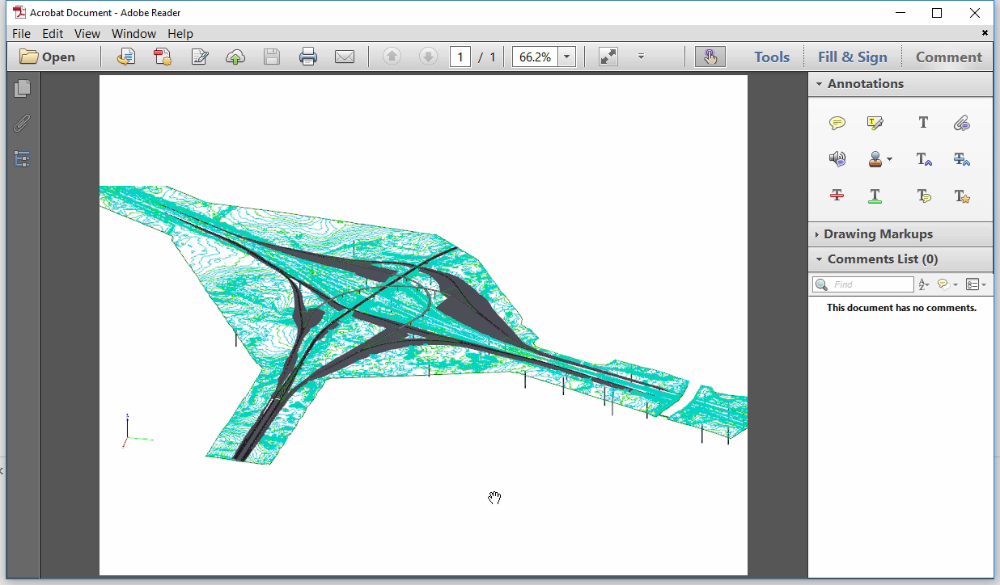 Acrobat Document - Adobe Reader
File Edit View Window Help
Open 1 / 1 66.2% Tools Fill & Sign Comment
Annotations
T T
T T
T T T T
Drawing Markups
Comments List (0)
Find
This document has no comments.